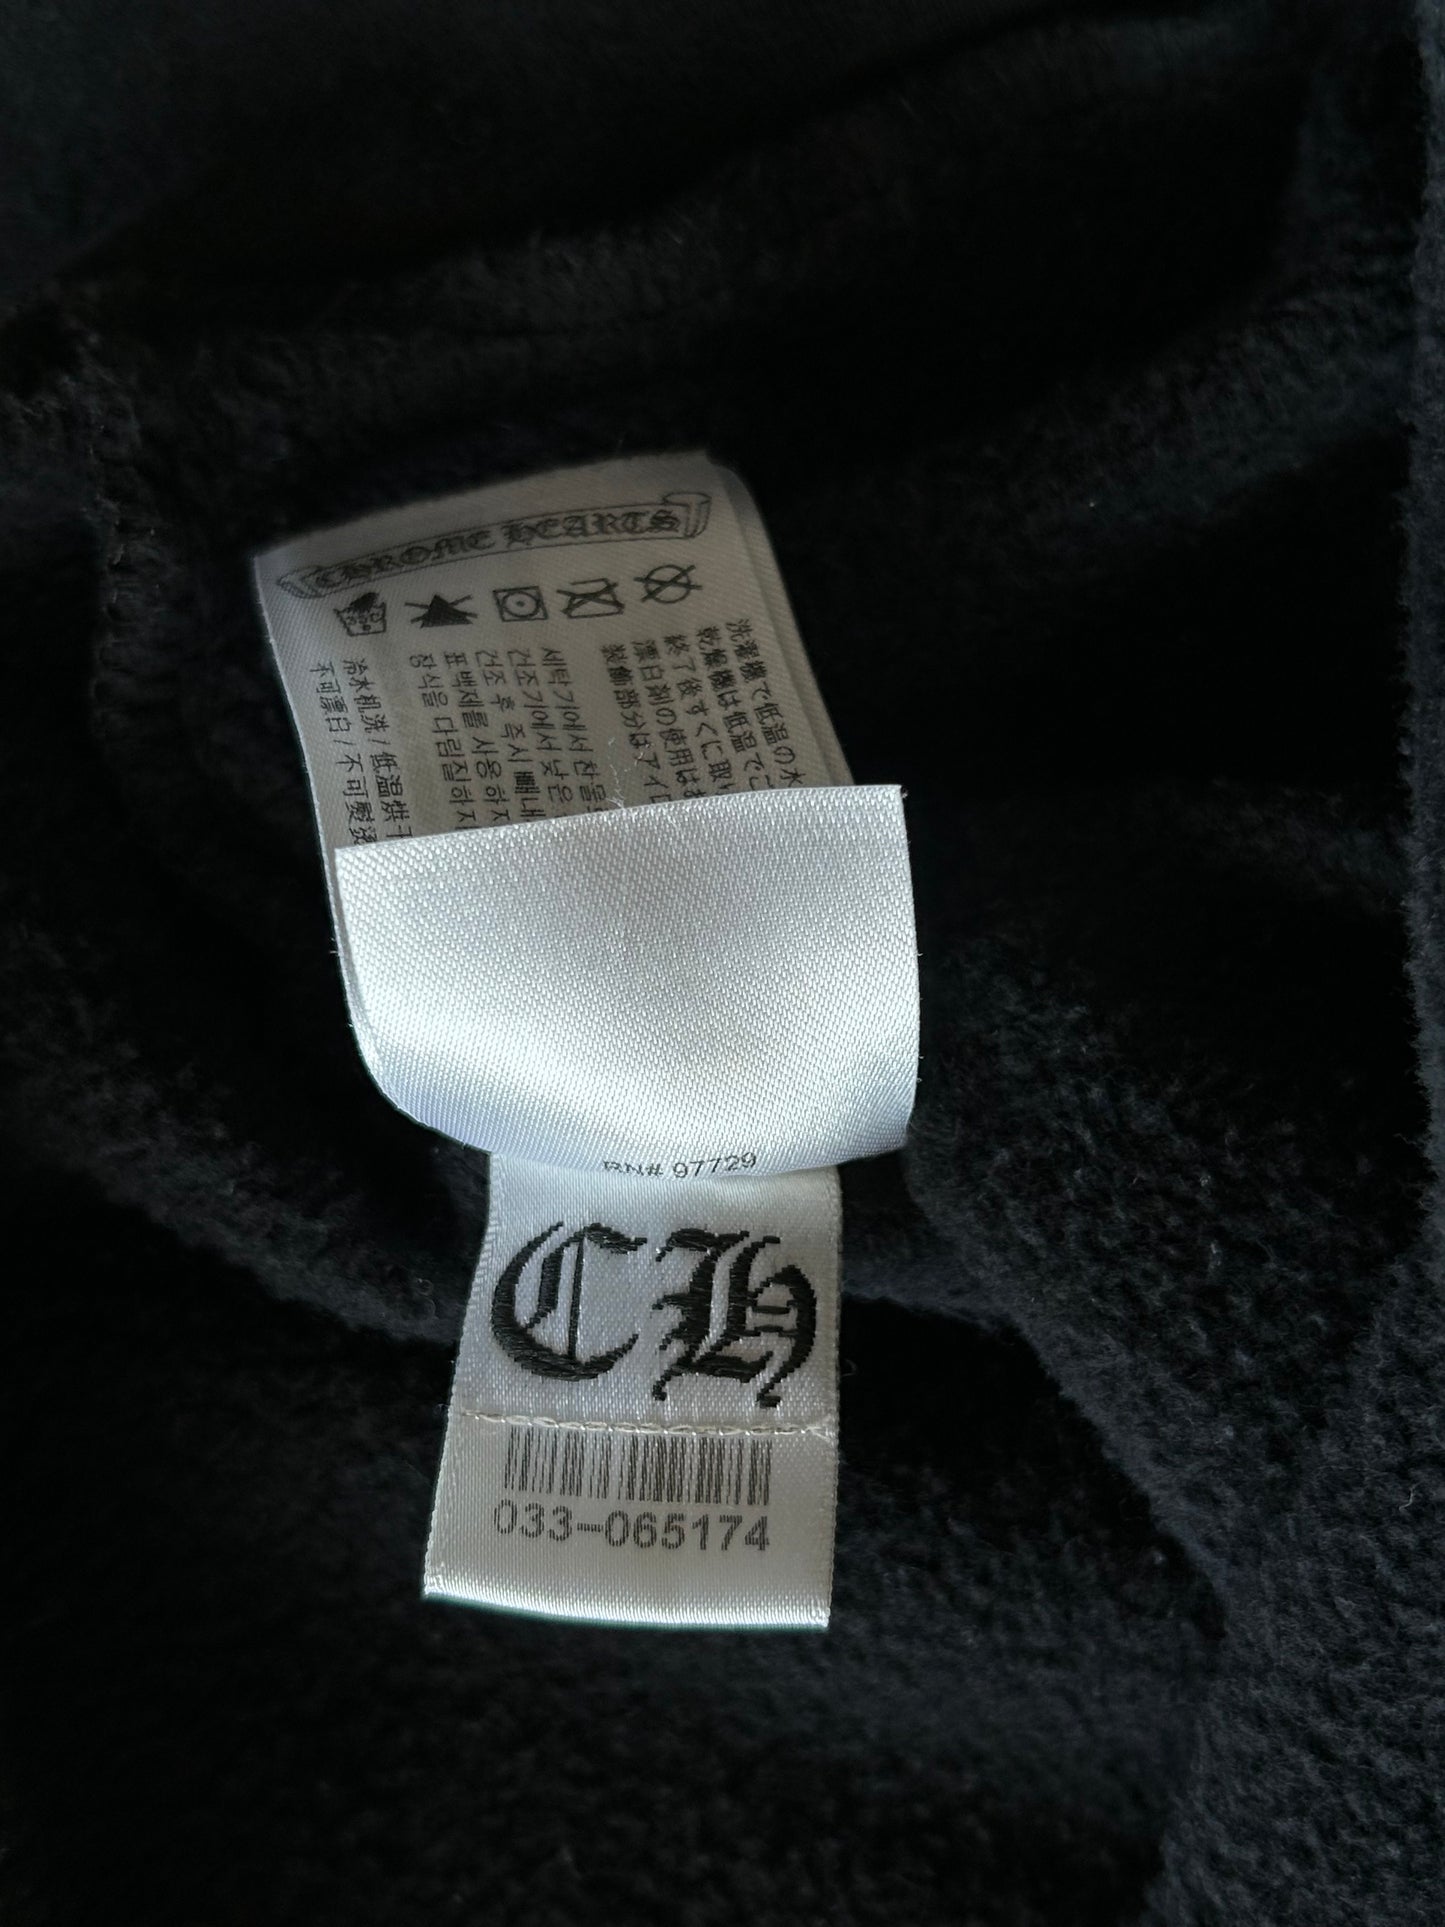 CHROME HEARTS
洗濯機で低温の水
乾燥機は低温でご
終了後すぐに取り
漂白剤の使用は
装飾部分はアイロ
세탁기에서 찬물
건조기에서 낮은
건조 후 즉시 빼내
표백제를 사용하지
장식을 다림질하지
冷水机洗/低温烘干
不可漂白/不可熨烫
RN# 97729
CH
033-065174